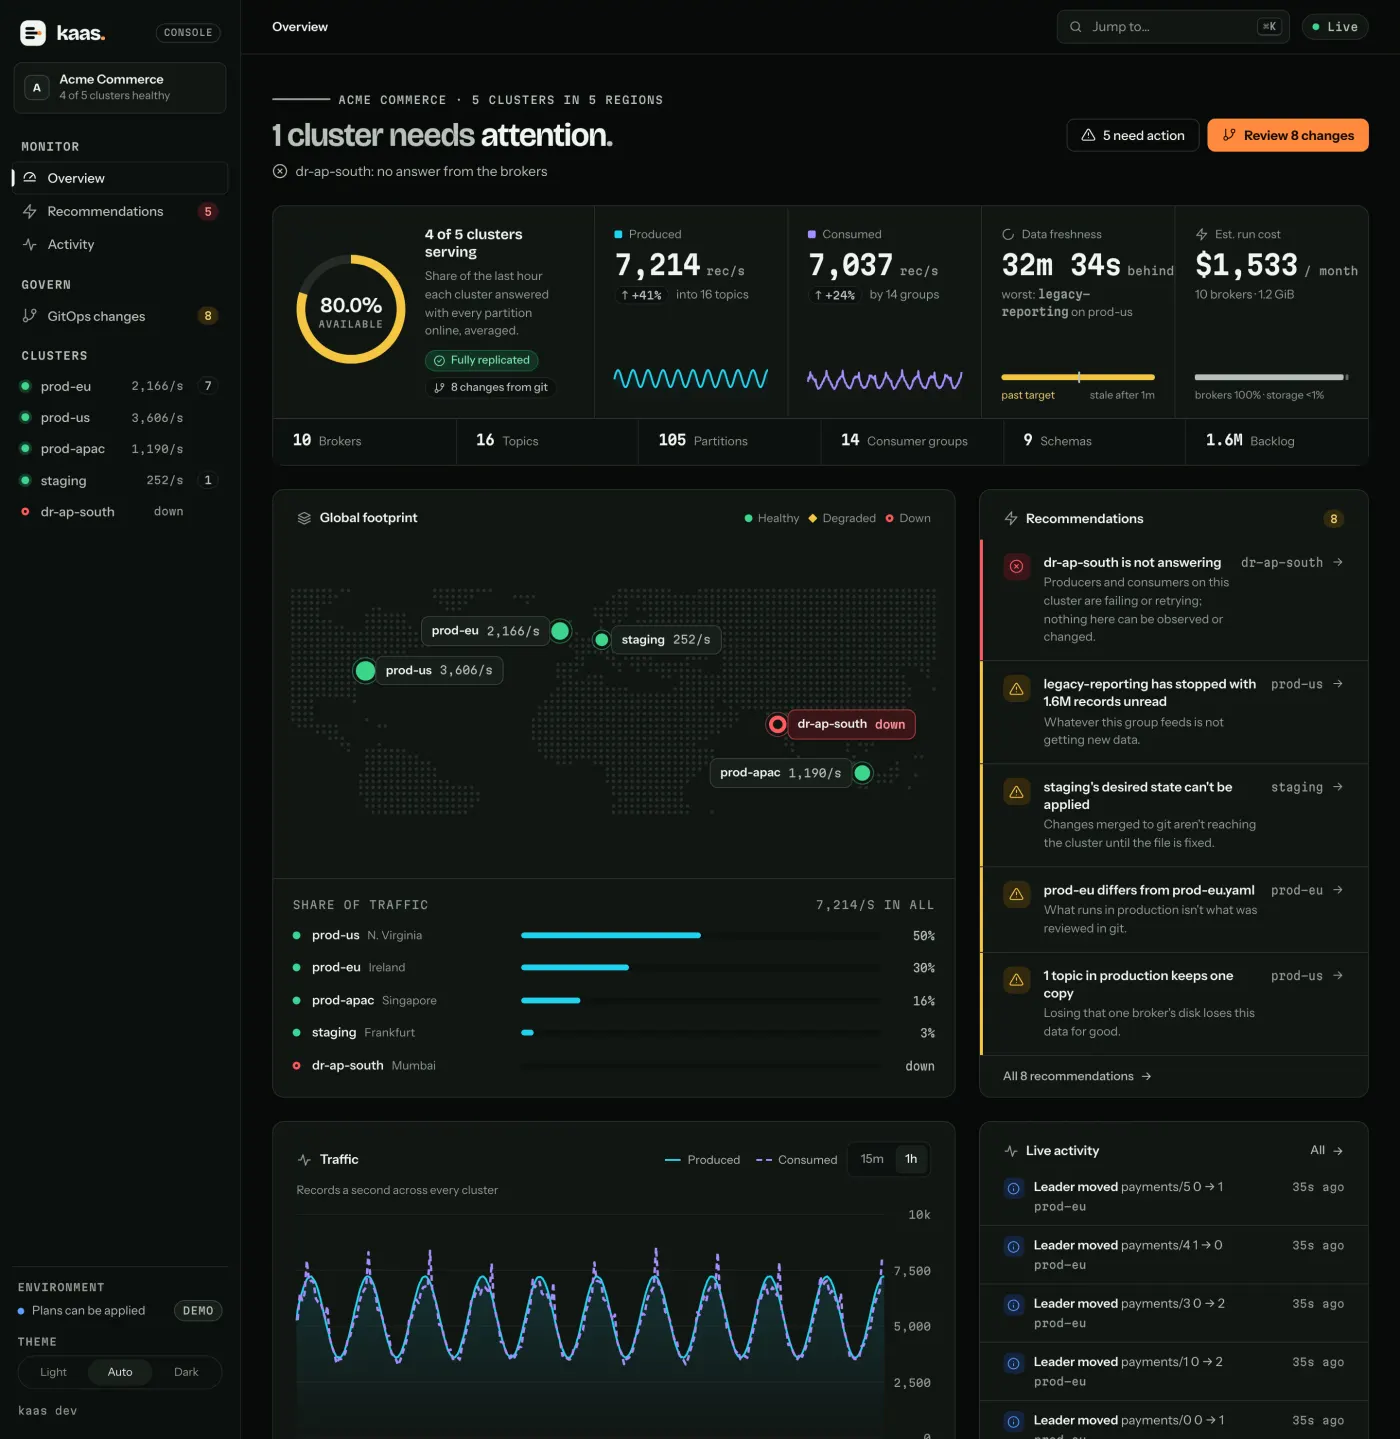 kaas.
CONSOLE
A
Acme Commerce
4 of 5 clusters healthy
MONITOR
Overview
Recommendations 5
Activity
GOVERN
GitOps changes 8
CLUSTERS
prod-eu 2,166/s 7
prod-us 3,606/s
prod-apac 1,190/s
staging 252/s 1
dr-ap-south down
ENVIRONMENT
Plans can be applied DEMO
THEME
Light Auto Dark
kaas dev
Overview
Jump to... ⌘K
Live
ACME COMMERCE · 5 CLUSTERS IN 5 REGIONS
1 cluster needs attention.
dr-ap-south: no answer from the brokers
5 need action
Review 8 changes
80.0%
AVAILABLE
4 of 5 clusters
serving
Share of the last hour
each cluster answered
with every partition
online, averaged.
Fully replicated
8 changes from git
Produced
7,214 rec/s
↑ +41% into 16 topics
Consumed
7,037 rec/s
↑ +24% by 14 groups
Data freshness
32m 34s behind
worst: legacy-
reporting on prod-us
past target stale after 1m
Est. run cost
$1,533 / month
10 brokers · 1.2 GiB
brokers 100% · storage <1%
10 Brokers
16 Topics
105 Partitions
14 Consumer groups
9 Schemas
1.6M Backlog
Global footprint
Healthy Degraded Down
prod-eu 2,166/s
staging 252/s
prod-us 3,606/s
dr-ap-south down
prod-apac 1,190/s
SHARE OF TRAFFIC 7,214/S IN ALL
prod-us N. Virginia 50%
prod-eu Ireland 30%
prod-apac Singapore 16%
staging Frankfurt 3%
dr-ap-south Mumbai down
Recommendations 8
dr-ap-south is not answering dr-ap-south →
Producers and consumers on this
cluster are failing or retrying;
nothing here can be observed or
changed.
legacy-reporting has stopped with prod-us →
1.6M records unread
Whatever this group feeds is not
getting new data.
staging's desired state can't be staging →
applied
Changes merged to git aren't reaching
the cluster until the file is fixed.
prod-eu differs from prod-eu.yaml prod-eu →
What runs in production isn't what was
reviewed in git.
1 topic in production keeps one prod-us →
copy
Losing that one broker's disk loses this
data for good.
All 8 recommendations →
Traffic
Produced Consumed 15m 1h
Records a second across every cluster
10k
7,500
5,000
2,500
0
Live activity All →
Leader moved payments/5 0 → 1 35s ago
prod-eu
Leader moved payments/4 1 → 0 35s ago
prod-eu
Leader moved payments/3 0 → 2 35s ago
prod-eu
Leader moved payments/1 0 → 2 35s ago
prod-eu
Leader moved payments/0 0 → 1 35s ago
prod-eu